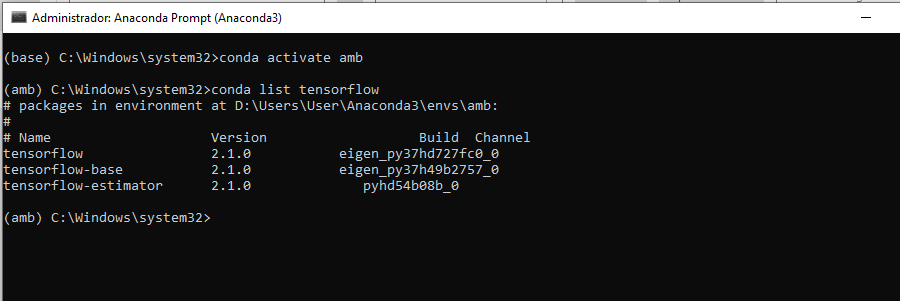 Administrador: Anaconda Prompt (Anaconda3)
(base) C:\Windows\system32>conda activate amb
(amb) C:\Windows\system32>conda list tensorflow
# packages in environment at D:\Users\User\Anaconda3\envs\amb:
#
# Name                    Version                   Build  Channel
tensorflow                2.1.0           eigen_py37hd727fc0_0
tensorflow-base           2.1.0           eigen_py37h49b2757_0
tensorflow-estimator      2.1.0              pyhd54b08b_0
(amb) C:\Windows\system32>